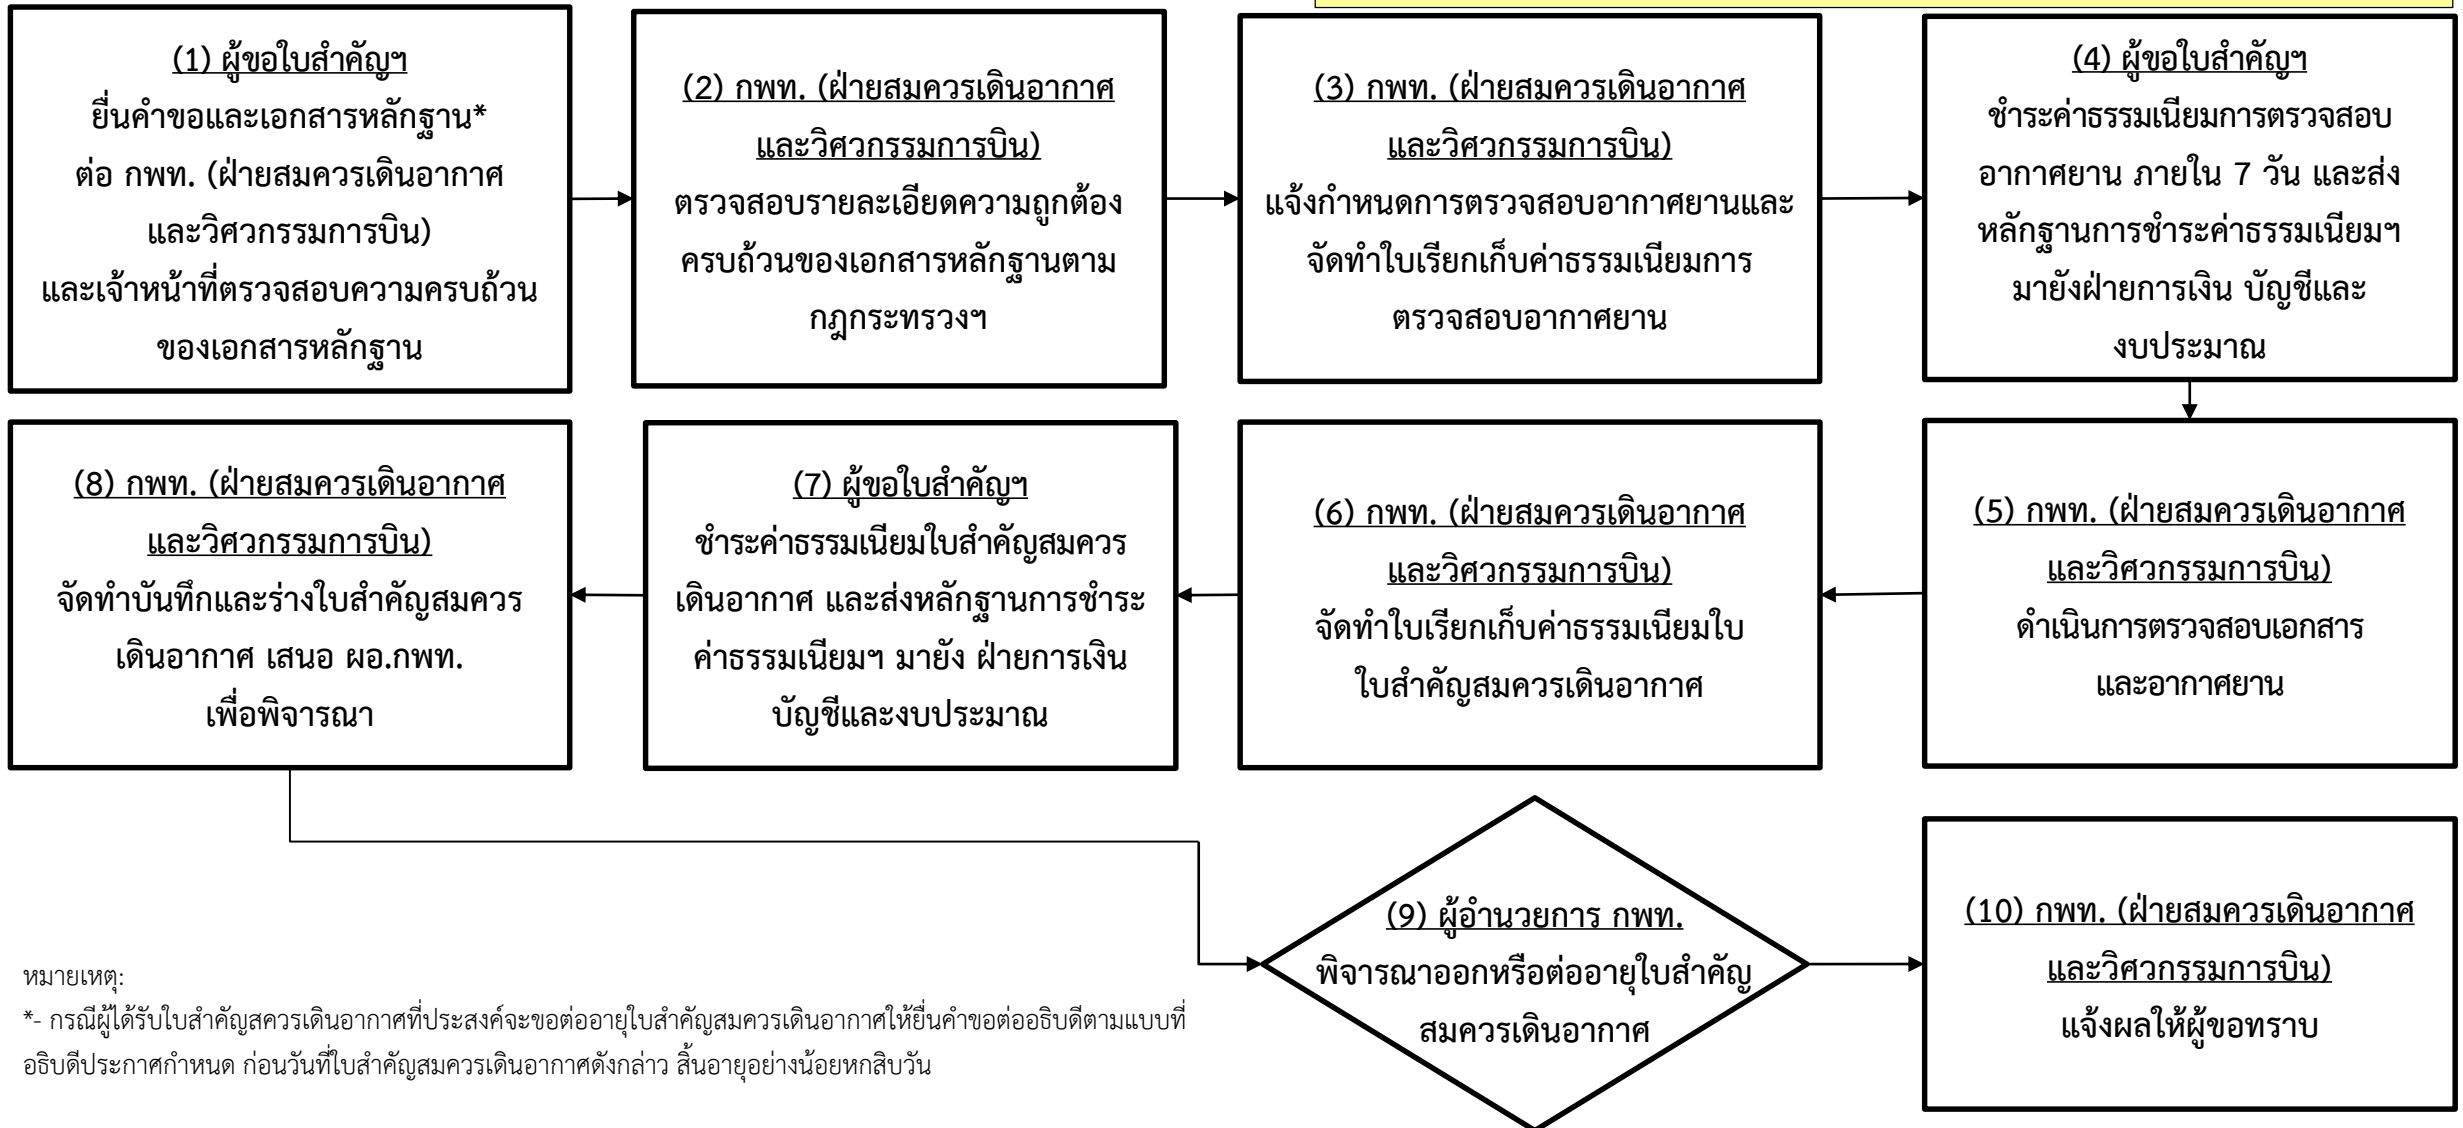 (1) ผู้ขอใบสำคัญฯ
ยื่นคำขอและเอกสารหลักฐาน*
ต่อ กพท. (ฝ่ายสมควรเดินอากาศ
และวิศวกรรมการบิน)
และเจ้าหน้าที่ตรวจสอบความครบถ้วน
ของเอกสารหลักฐาน
(2) กพท. (ฝ่ายสมควรเดินอากาศ
และวิศวกรรมการบิน)
ตรวจสอบรายละเอียดความถูกต้อง
ครบถ้วนของเอกสารหลักฐานตาม
กฎกระทรวงฯ
(3) กพท. (ฝ่ายสมควรเดินอากาศ
และวิศวกรรมการบิน)
แจ้งกำหนดการตรวจสอบอากาศยานและ
จัดทำใบเรียกเก็บค่าธรรมเนียมการ
ตรวจสอบอากาศยาน
(4) ผู้ขอใบสำคัญฯ
ชำระค่าธรรมเนียมการตรวจสอบ
อากาศยาน ภายใน 7 วัน และส่ง
หลักฐานการชำระค่าธรรมเนียมฯ
มายังฝ่ายการเงิน บัญชีและ
งบประมาณ
(5) กพท. (ฝ่ายสมควรเดินอากาศ
และวิศวกรรมการบิน)
ดำเนินการตรวจสอบเอกสาร
และอากาศยาน
(6) กพท. (ฝ่ายสมควรเดินอากาศ
และวิศวกรรมการบิน)
จัดทำใบเรียกเก็บค่าธรรมเนียมใบ
ใบสำคัญสมควรเดินอากาศ
(7) ผู้ขอใบสำคัญฯ
ชำระค่าธรรมเนียมใบสำคัญสมควร
เดินอากาศ และส่งหลักฐานการชำระ
ค่าธรรมเนียมฯ มายัง ฝ่ายการเงิน
บัญชีและงบประมาณ
(8) กพท. (ฝ่ายสมควรเดินอากาศ
และวิศวกรรมการบิน)
จัดทำบันทึกและร่างใบสำคัญสมควร
เดินอากาศ เสนอ ผอ.กพท.
เพื่อพิจารณา
(9) ผู้อำนวยการ กพท.
พิจารณาออกหรือต่ออายุใบสำคัญ
สมควรเดินอากาศ
(10) กพท. (ฝ่ายสมควรเดินอากาศ
และวิศวกรรมการบิน)
แจ้งผลให้ผู้ขอทราบ
หมายเหตุ:
*- กรณีผู้ได้รับใบสำคัญสควรเดินอากาศที่ประสงค์จะขอต่ออายุใบสำคัญสมควรเดินอากาศให้ยื่นคำขอต่ออธิบดีตามแบบที่
อธิบดีประกาศกำหนด ก่อนวันที่ใบสำคัญสมควรเดินอากาศดังกล่าว สิ้นอายุอย่างน้อยหกสิบวัน